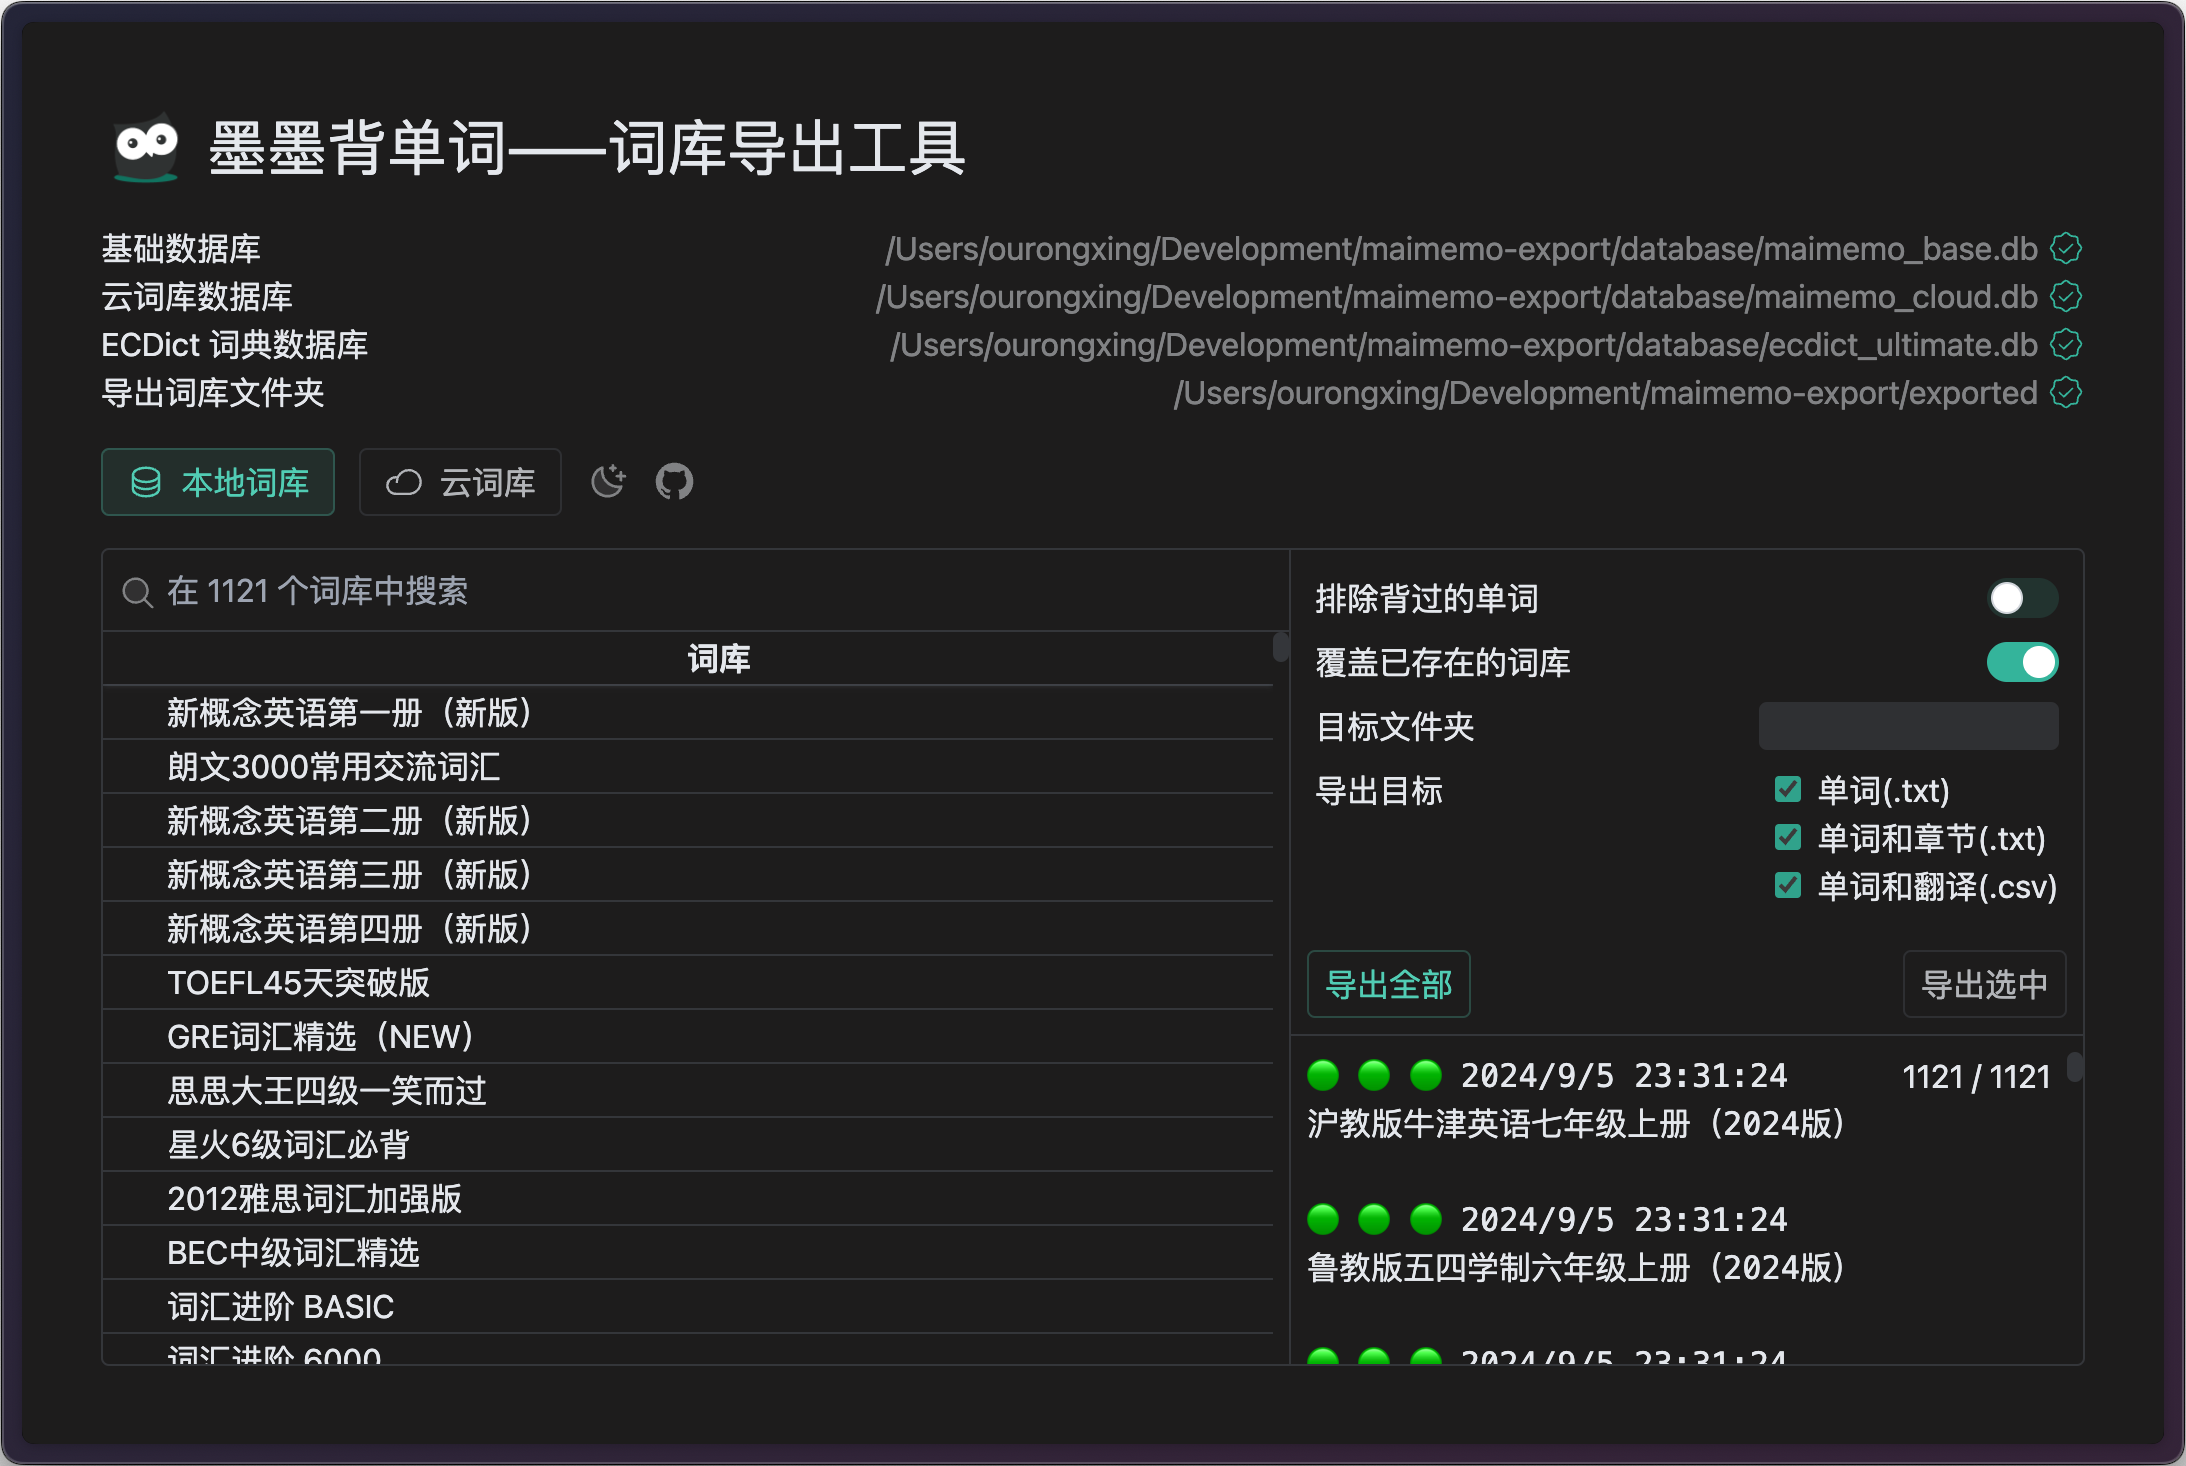 墨墨背单词——词库导出工具
基础数据库 /Users/ourongxing/Development/maimemo-export/database/maimemo_base.db
云词库数据库 /Users/ourongxing/Development/maimemo-export/database/maimemo_cloud.db
ECDict 词典数据库 /Users/ourongxing/Development/maimemo-export/database/ecdict_ultimate.db
导出词库文件夹 /Users/ourongxing/Development/maimemo-export/exported
本地词库 云词库
在 1121 个词库中搜索
词库
新概念英语第一册（新版）
朗文3000常用交流词汇
新概念英语第二册（新版）
新概念英语第三册（新版）
新概念英语第四册（新版）
TOEFL45天突破版
GRE词汇精选（NEW）
思思大王四级一笑而过
星火6级词汇必背
2012雅思词汇加强版
BEC中级词汇精选
词汇进阶 BASIC
词汇进阶 6000
排除背过的单词
覆盖已存在的词库
目标文件夹
导出目标
单词(.txt)
单词和章节(.txt)
单词和翻译(.csv)
导出全部 导出选中
2024/9/5 23:31:24 1121 / 1121
沪教版牛津英语七年级上册（2024版）
2024/9/5 23:31:24
鲁教版五四学制六年级上册（2024版）
2024/9/5 23:31:24